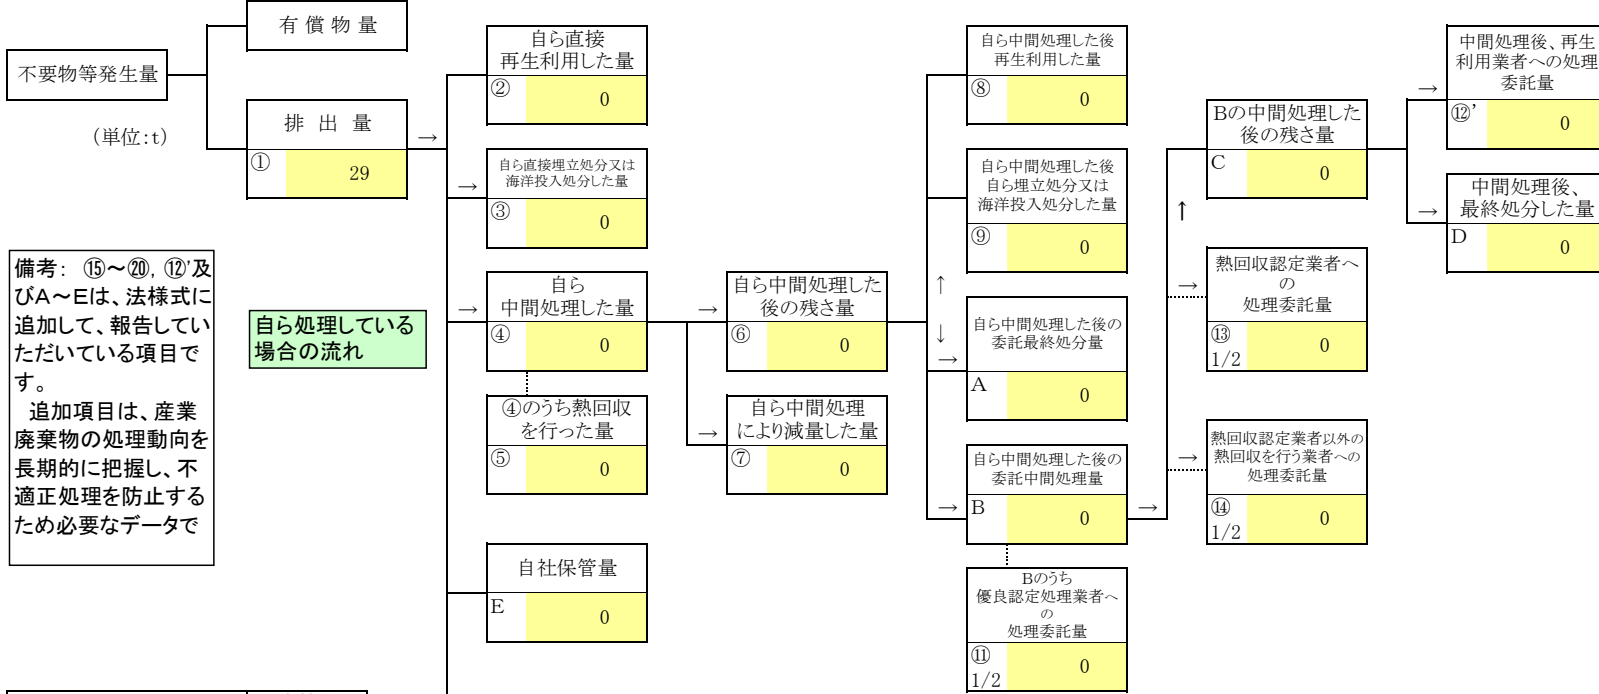 有 償 物 量
不要物等発生量
(単位:t)
排 出 量
→
①
29
備考： ⑮～⑳, ⑫'及
びA～Eは、法様式に
追加して、報告してい
ただいている項目で
す。
追加項目は、産業
廃棄物の処理動向を
長期的に把握し、不
適正処理を防止する
ため必要なデータで
自ら処理している
場合の流れ
自ら直接
再生利用した量
②
0
→
自ら直接埋立処分又は
海洋投入処分した量
③
0
→
自ら
中間処理した量
④
0
④のうち熱回収
を行った量
⑤
0
自社保管量
E
0
→
自ら中間処理した
後の残さ量
⑥
0
→
自ら中間処理
により減量した量
⑦
0
自ら中間処理した後
再生利用した量
⑧
0
自ら中間処理した後
自ら埋立処分又は
海洋投入処分した量
⑨
0
↑
↓
→
自ら中間処理した後の
委託最終処分量
A
0
自ら中間処理した後の
委託中間処理量
→
B
0
→
Bのうち
優良認定処理業者へ
の
処理委託量
⑪
1/2
0
Bの中間処理した
後の残さ量
C
0
↑
→
熱回収認定業者へ
の
処理委託量
⑬
1/2
0
→
熱回収認定業者以外の
熱回収を行う業者への
処理委託量
⑭
1/2
0
→
中間処理後、再生
利用業者への処理
委託量
⑫'
0
→
中間処理後、
最終処分した量
D
0